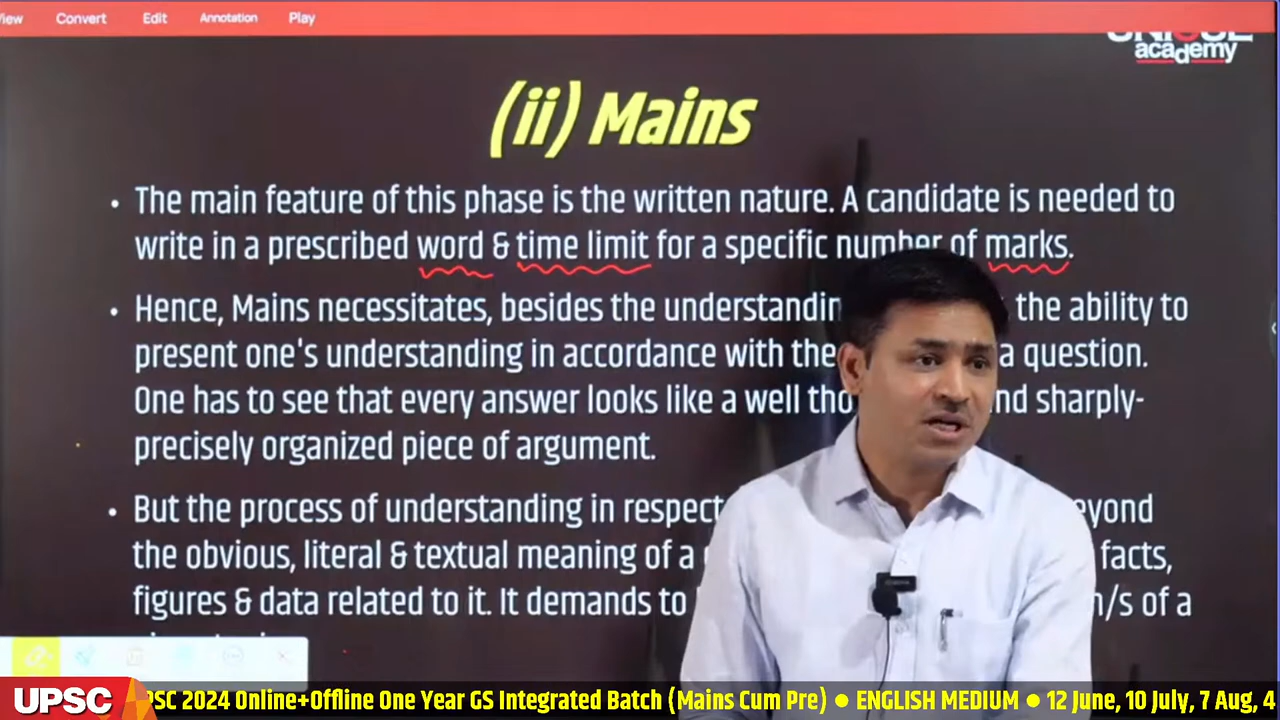 View Convert Edit Annotation Play
UNIQUE
academy
(ii) Mains
• The main feature of this phase is the written nature. A candidate is needed to
write in a prescribed word & time limit for a specific number of marks.
• Hence, Mains necessitates, besides the understandin the ability to
present one's understanding in accordance with the a question.
One has to see that every answer looks like a well tho nd sharply-
precisely organized piece of argument.
• But the process of understanding in respect eyond
the obvious, literal & textual meaning of a facts,
figures & data related to it. It demands to n/s of a
UPSC PSC 2024 Online+Offline One Year GS Integrated Batch (Mains Cum Pre) ● ENGLISH MEDIUM ● 12 June, 10 July, 7 Aug, 4